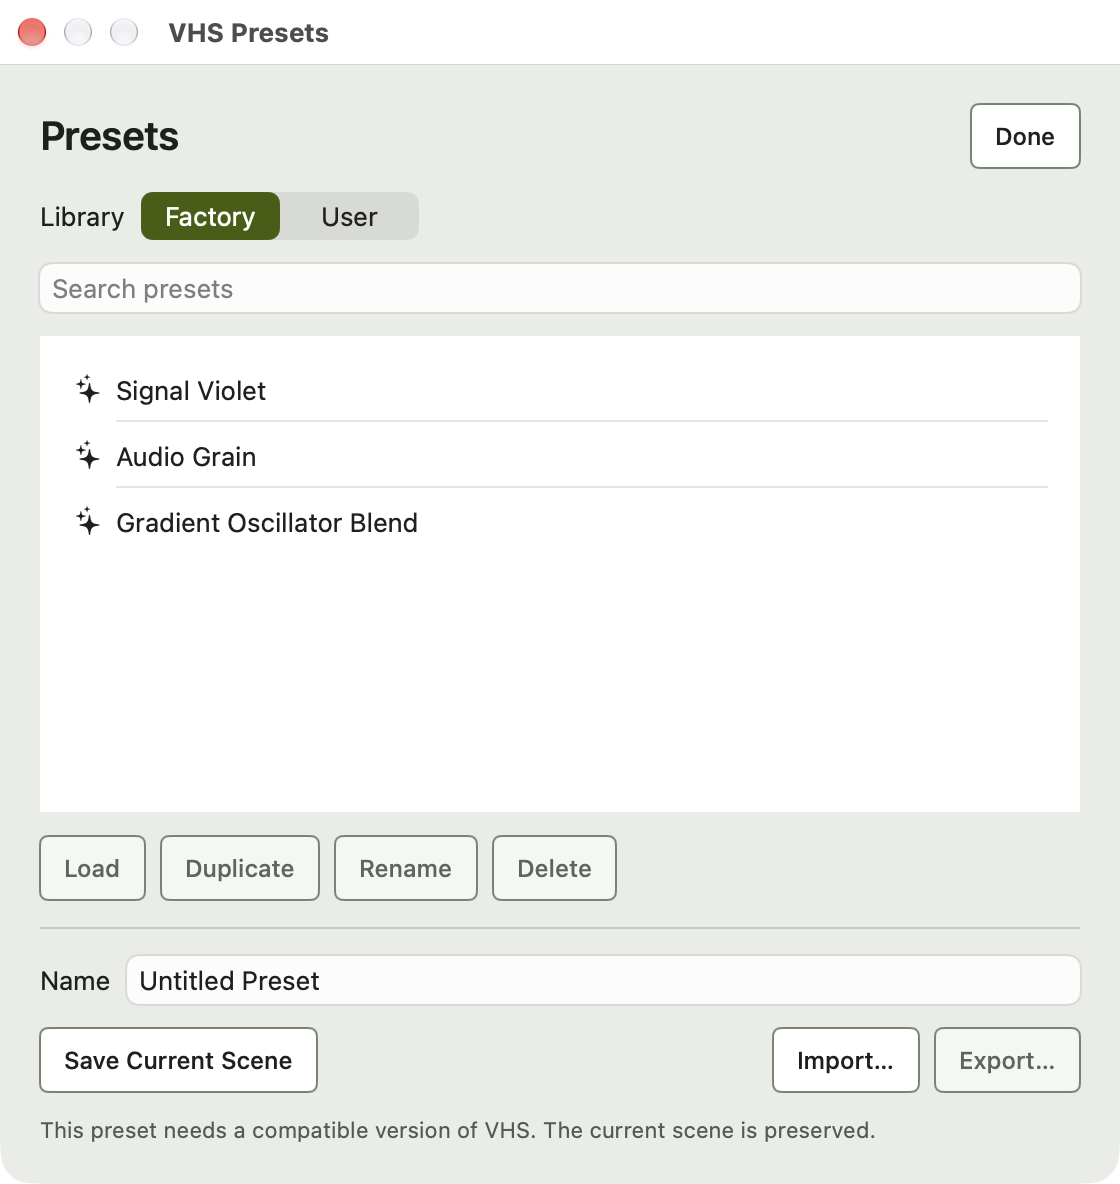 VHS Presets
Presets
Done
Library Factory User
Search presets
Signal Violet
Audio Grain
Gradient Oscillator Blend
Load Duplicate Rename Delete
Name Untitled Preset
Save Current Scene Import... Export...
This preset needs a compatible version of VHS. The current scene is preserved.